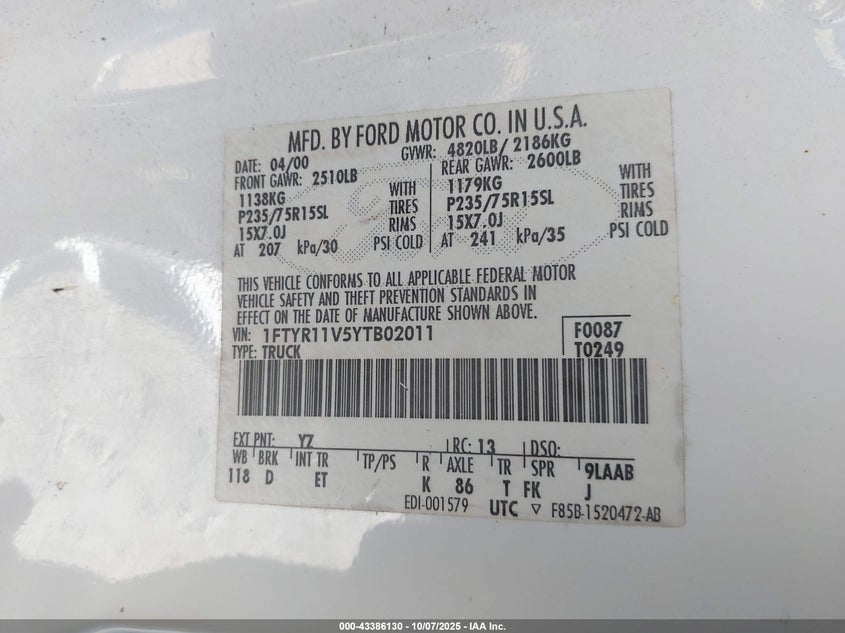 MFD. BY FORD MOTOR CO. IN U.S.A.
DATE: 04/00 GVWR: 4820LB/ 2186KG
FRONT GAWR: 2510LB REAR GAWR: 2600LB
1138KG WITH 1179KG WITH
P235/75R15SL TIRES P235/75R15SL TIRES
15X7.0J RIMS 15X7.0J RIMS
AT 207 kPa/30 PSI COLD AT 241 kPa/35 PSI COLD
THIS VEHICLE CONFORMS TO ALL APPLICABLE FEDERAL MOTOR
VEHICLE SAFETY AND THEFT PREVENTION STANDARDS IN
EFFECT ON THE DATE OF MANUFACTURE SHOWN ABOVE.
VIN: 1FTYR11V5YTB02011 F0087
TYPE: TRUCK T0249
EXT PNT: YZ RC: 13 DSO:
WB BRK INT TR TP/PS R AXLE TR SPR 9LAAB
118 D ET K 86 T FK J
EDI-001579 UTC ▽ F85B-1520472-AB
000-43386130 - 10/07/2025 - IAA Inc.